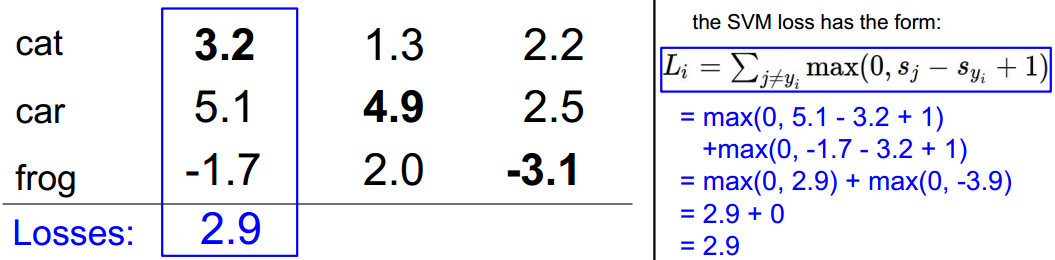 cat 3.2 1.3 2.2
car 5.1 4.9 2.5
frog -1.7 2.0 -3.1
Losses: 2.9
the SVM loss has the form:
L_i = ∑_{j≠y_i} max(0, s_j − s_{y_i} + 1)
= max(0, 5.1 - 3.2 + 1)
+max(0, -1.7 - 3.2 + 1)
= max(0, 2.9) + max(0, -3.9)
= 2.9 + 0
= 2.9